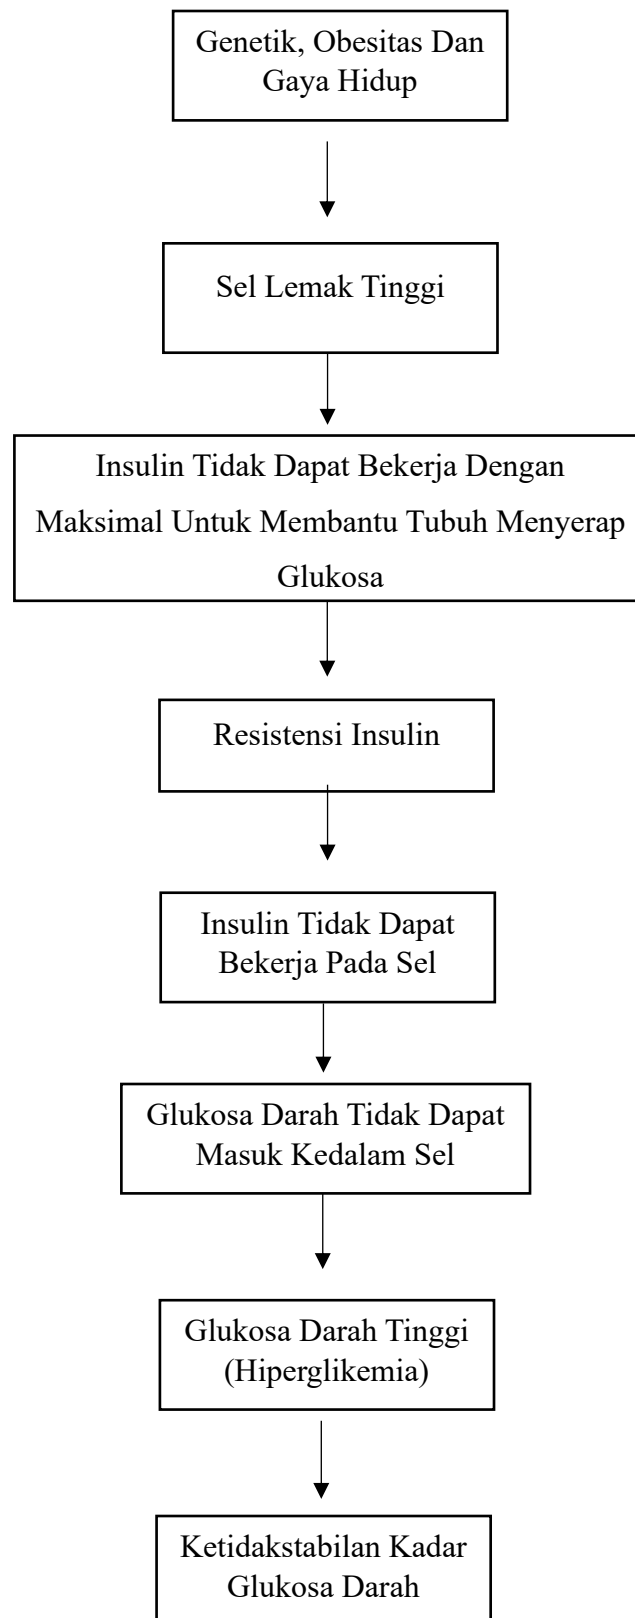 Genetik, Obesitas Dan
Gaya Hidup
Sel Lemak Tinggi
Insulin Tidak Dapat Bekerja Dengan
Maksimal Untuk Membantu Tubuh Menyerap
Glukosa
Resistensi Insulin
Insulin Tidak Dapat
Bekerja Pada Sel
Glukosa Darah Tidak Dapat
Masuk Kedalam Sel
Glukosa Darah Tinggi
(Hiperglikemia)
Ketidakstabilan Kadar
Glukosa Darah